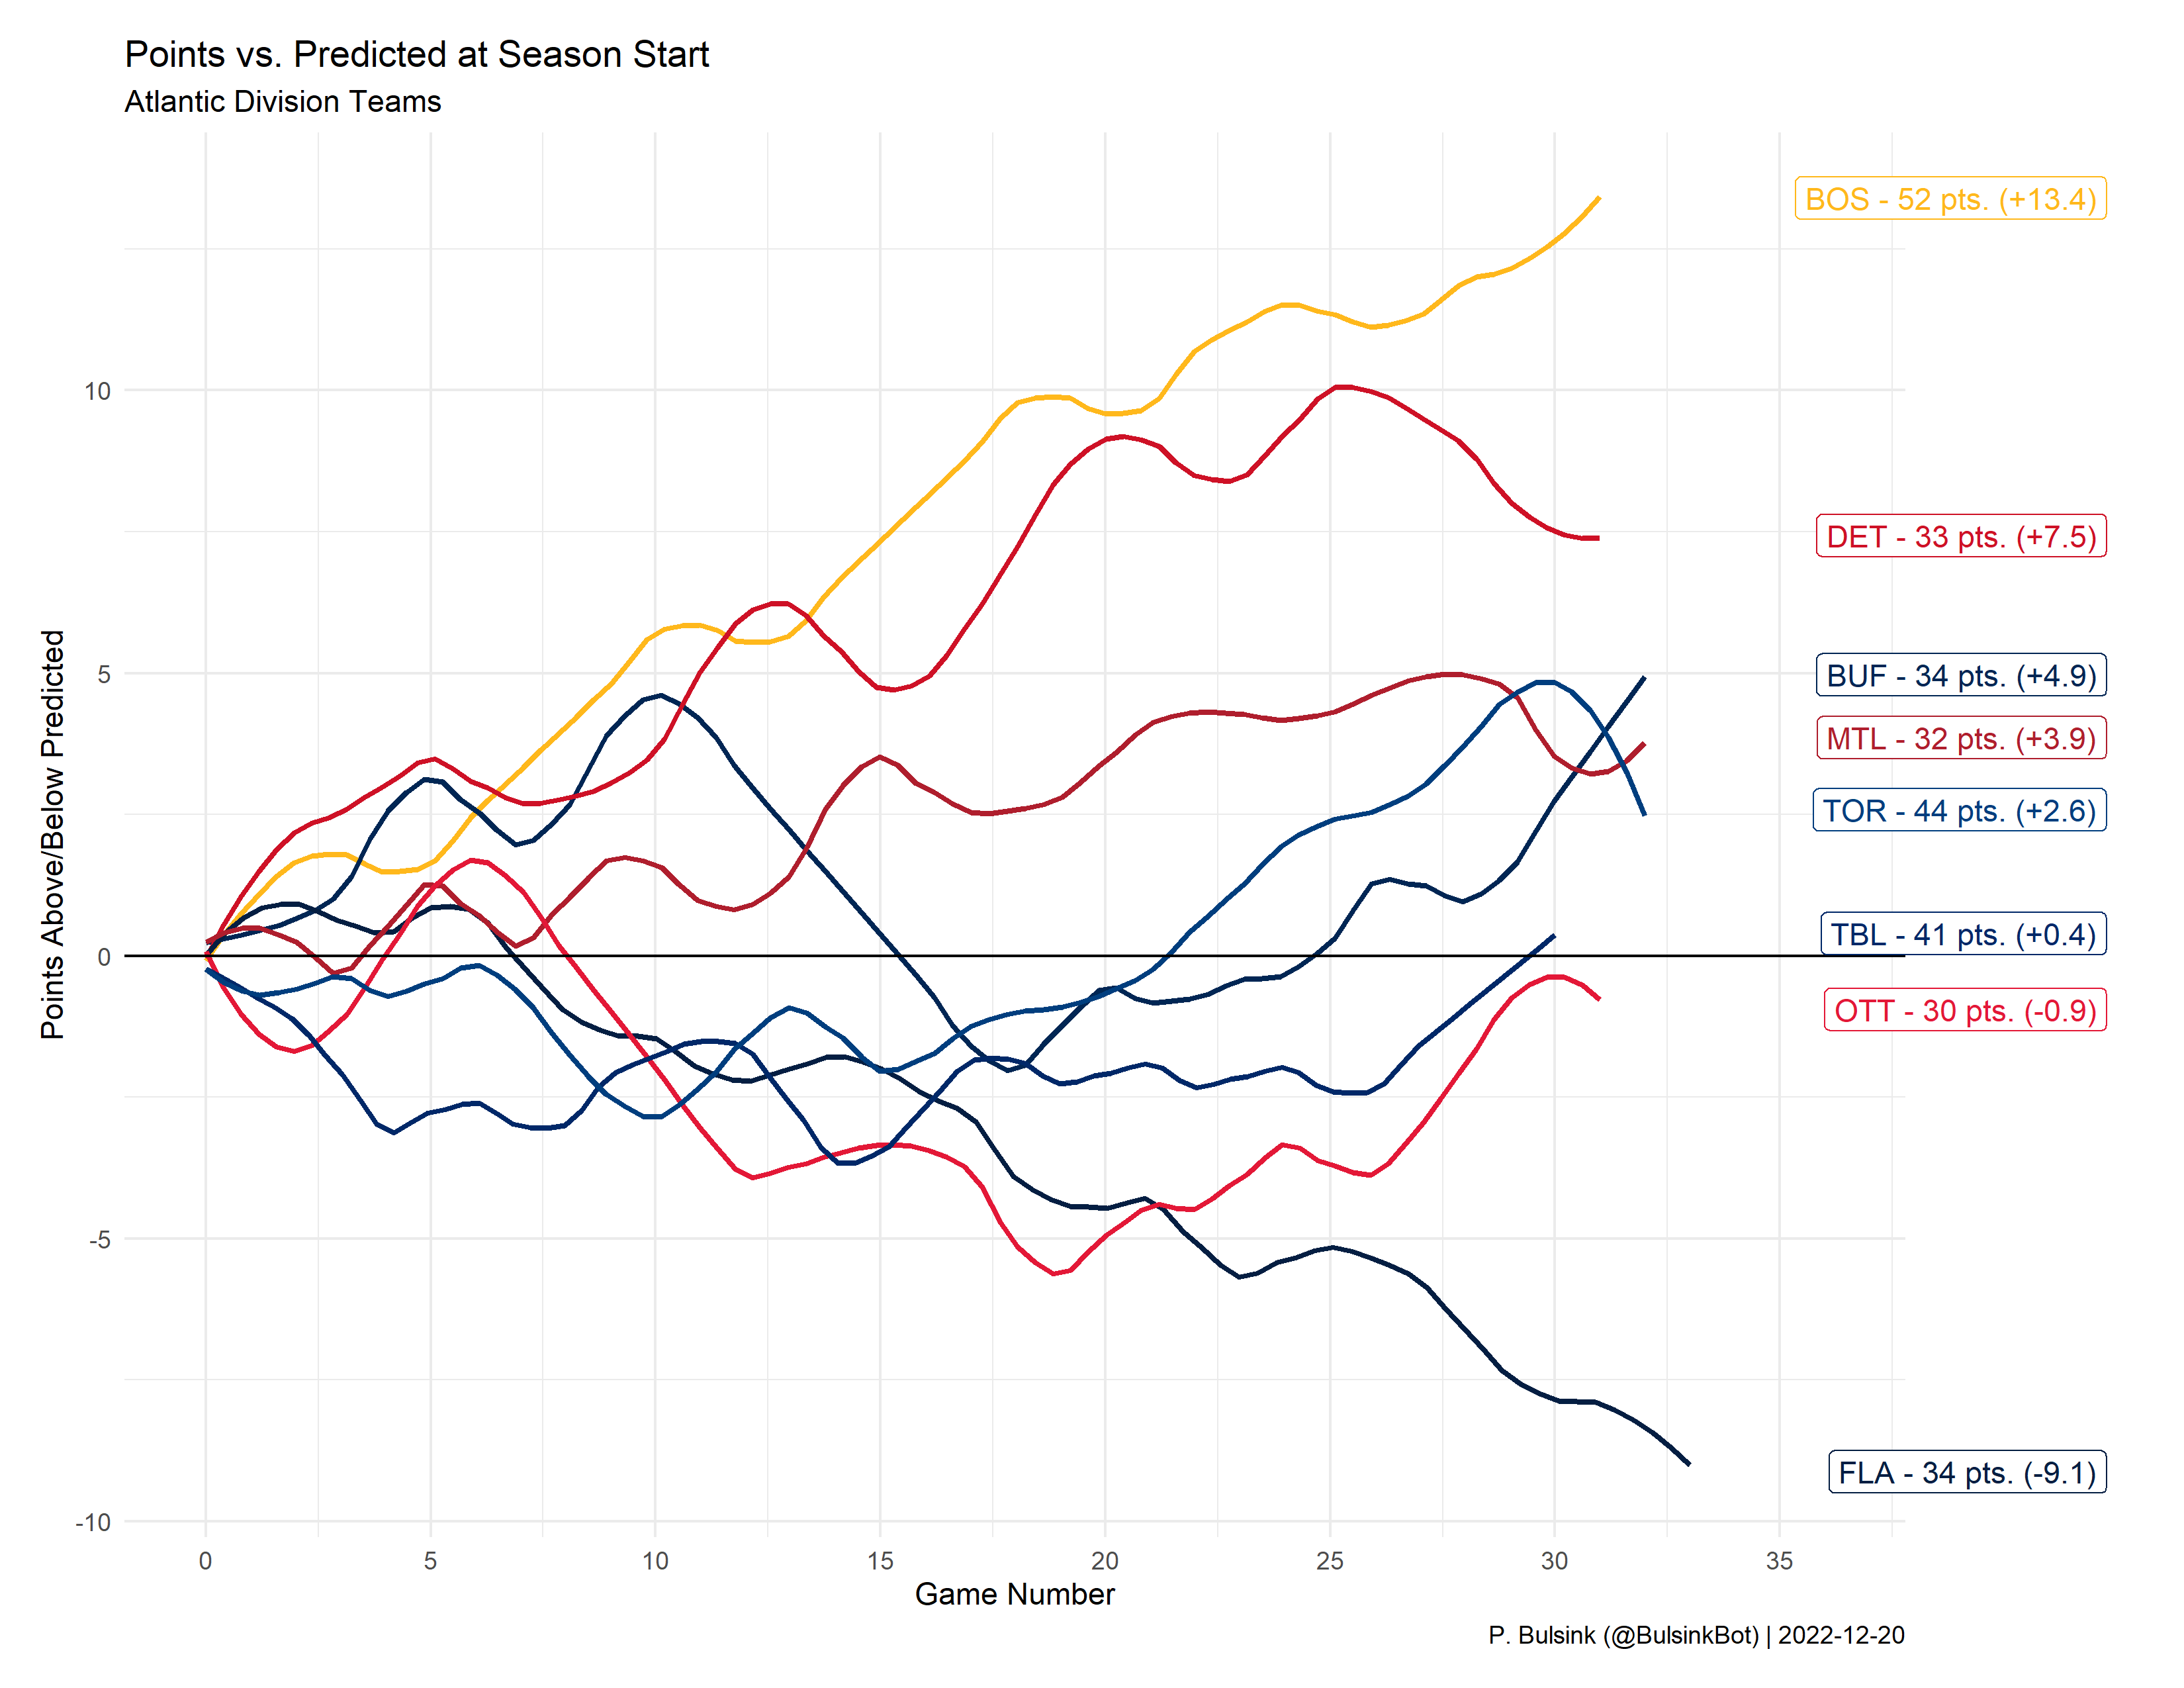 Points vs. Predicted at Season Start
Atlantic Division Teams
Points Above/Below Predicted
10
5
0
-5
-10
BOS - 52 pts. (+13.4)
DET - 33 pts. (+7.5)
BUF - 34 pts. (+4.9)
MTL - 32 pts. (+3.9)
TOR - 44 pts. (+2.6)
TBL - 41 pts. (+0.4)
OTT - 30 pts. (-0.9)
FLA - 34 pts. (-9.1)
0 5 10 15 20 25 30 35
Game Number
P. Bulsink (@BulsinkBot) | 2022-12-20